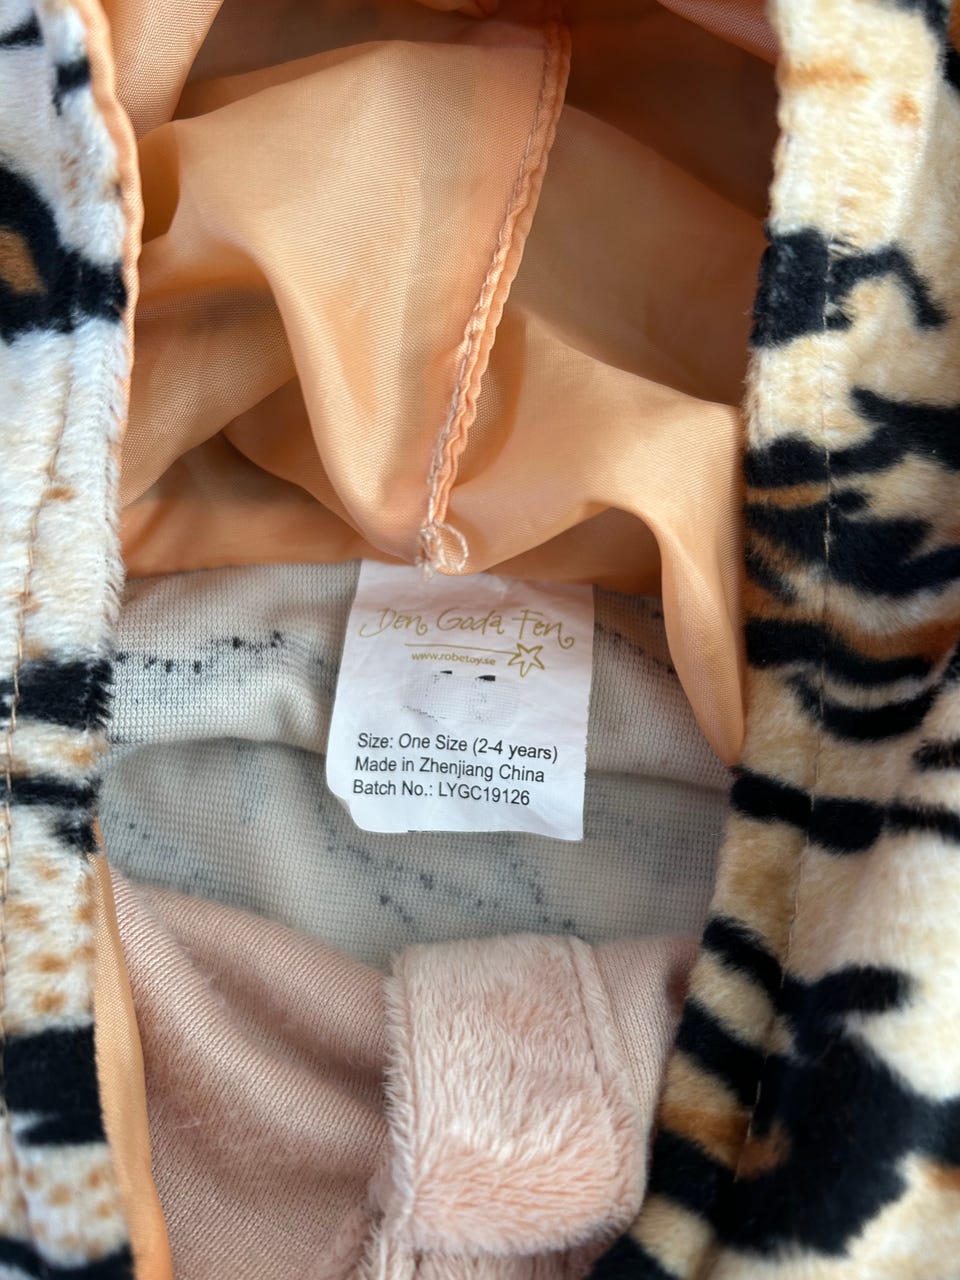 Den Goda Fen
www.robetoy.se
Size: One Size (2-4 years)
Made in Zhenjiang China
Batch No.: LYGC19126